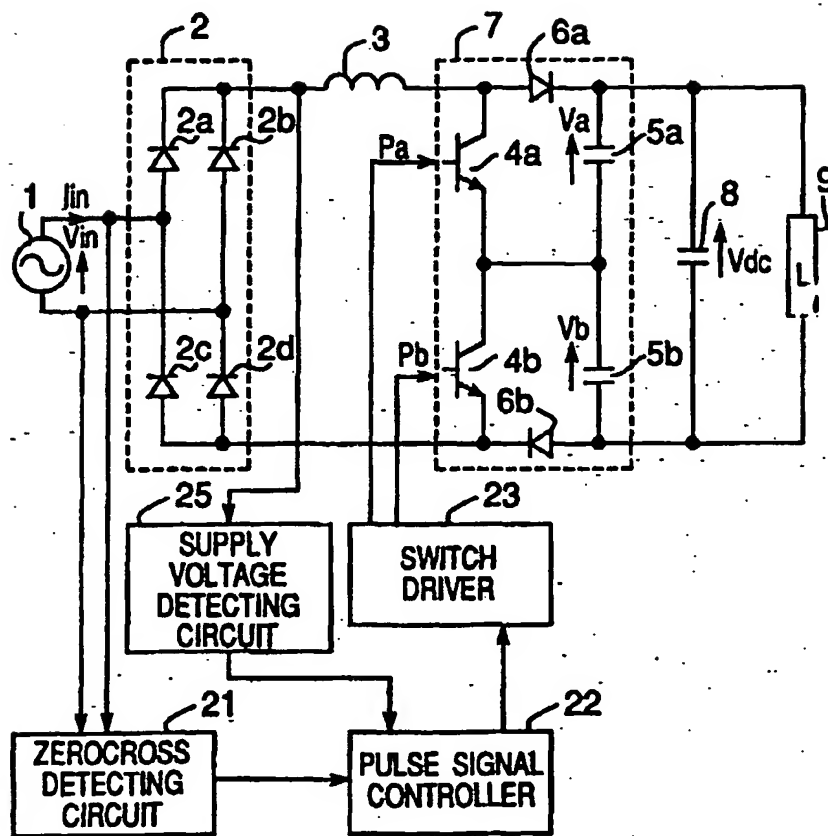 2
3
7
6a
2a
2b
Va
5a
Pa
4a
1
Jin
Vin
8
Vdc
9
L
2c
2d
Pb
4b
Vb
5b
6b
25
23
SUPPLY
VOLTAGE
DETECTING
CIRCUIT
SWITCH
DRIVER
21
22
ZEROCROSS
DETECTING
CIRCUIT
PULSE SIGNAL
CONTROLLER